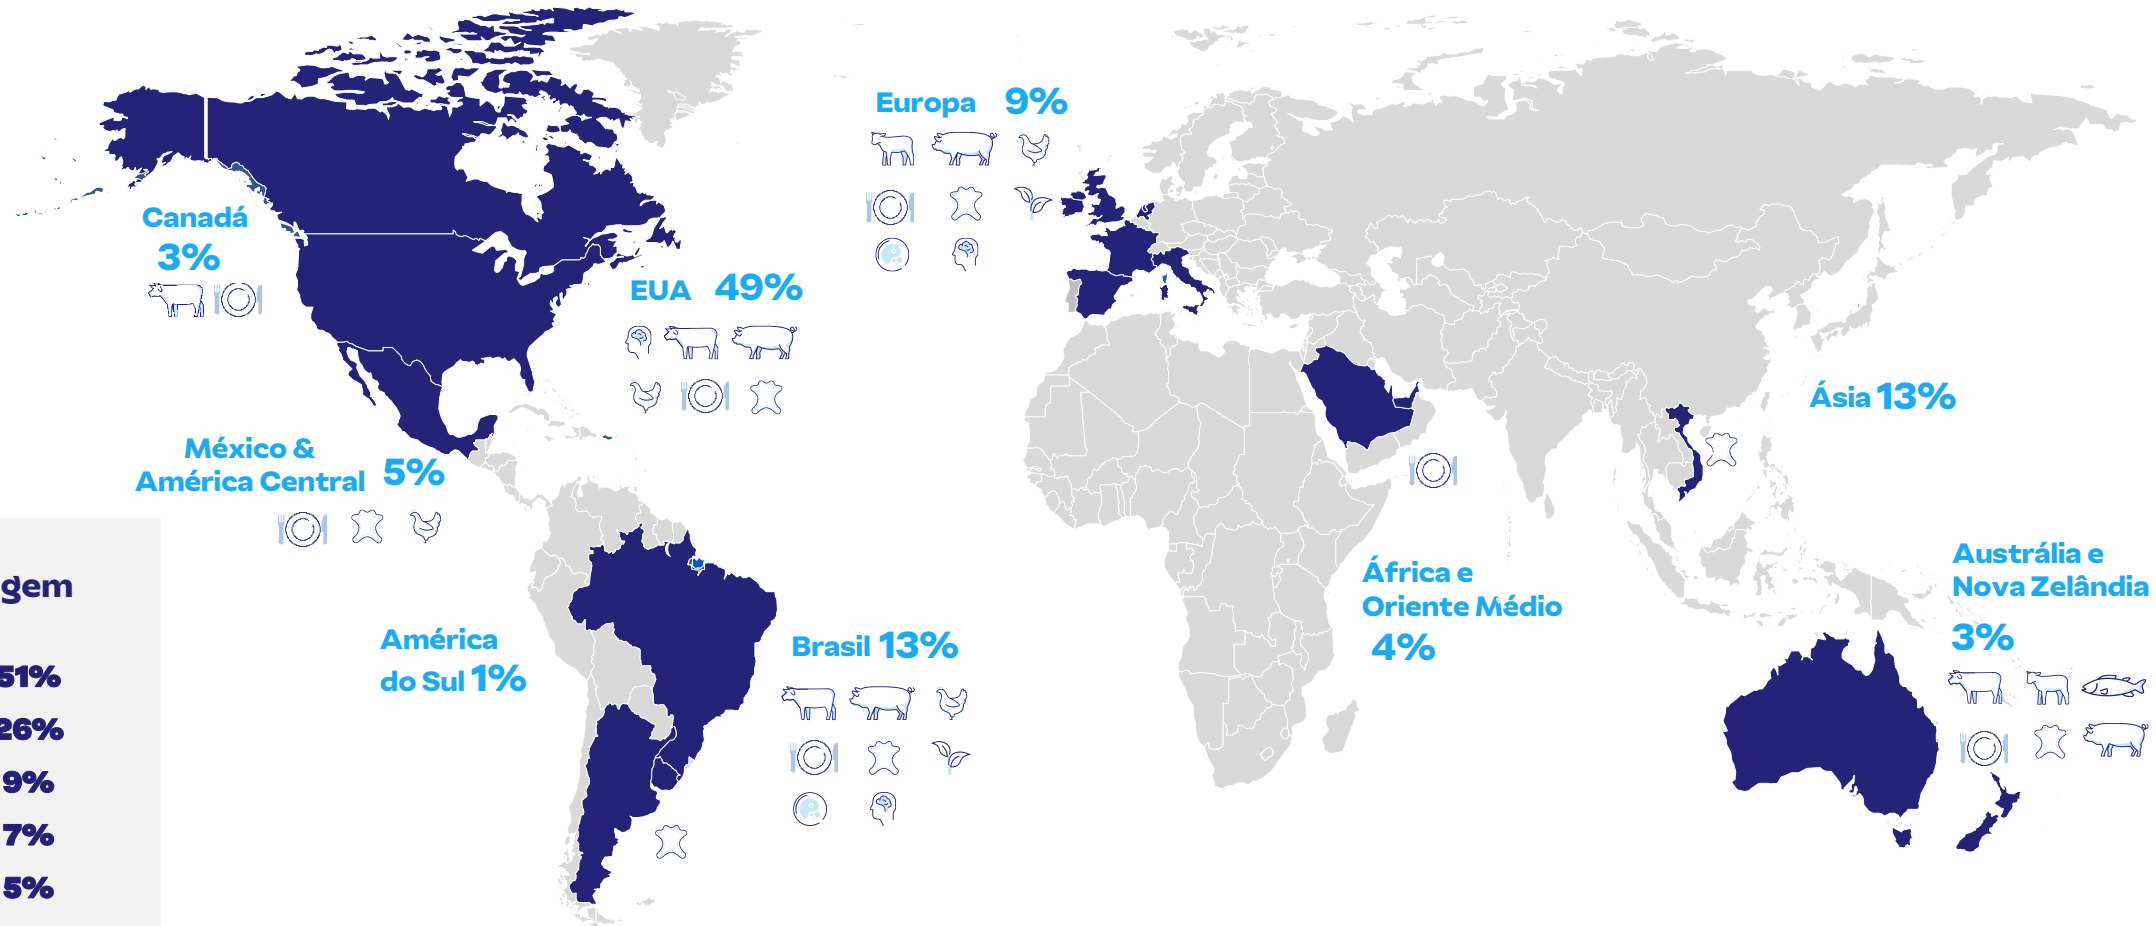 Europa 9%
Canadá
3%
EUA 49%
México &
América Central 5%
Ásia 13%
América
do Sul 1%
Brasil 13%
África e
Oriente Médio
4%
Austrália e
Nova Zelândia
3%
gem
51%
26%
9%
7%
5%